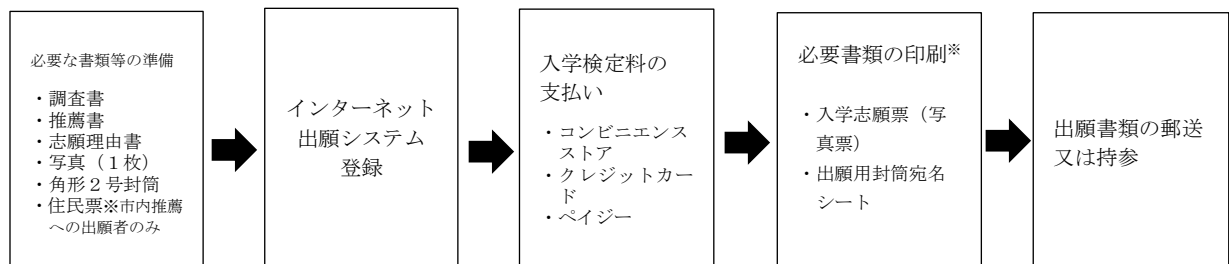 必要な書類等の準備
・調査書
・推薦書
・志願理由書
・写真（１枚）
・角形２号封筒
・住民票※市内推薦
への出願者のみ
インターネット
出願システム
登録
入学検定料の
支払い
・コンビニエンス
ストア
・クレジットカー
ド
・ペイジー
必要書類の印刷※
・入学志願票（写
真票）
・出願用封筒宛名
シート
出願書類の郵送
又は持参